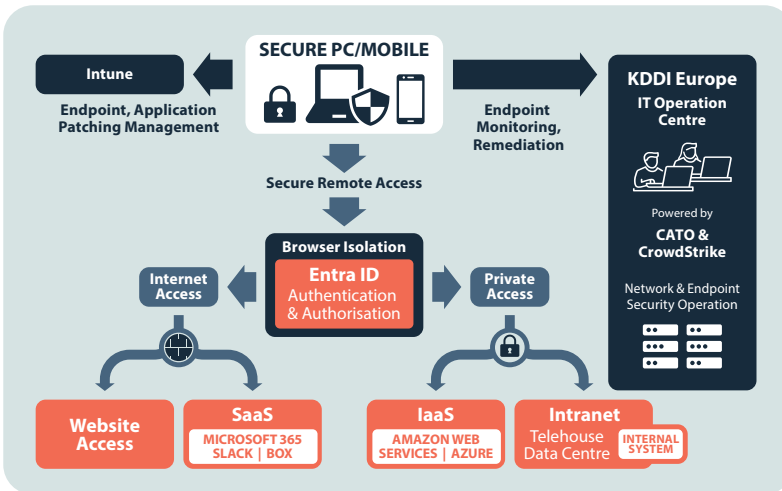 SECURE PC/MOBILE
Intune
Endpoint, Application
Patching Management
Endpoint
Monitoring,
Remediation
KDDI Europe
IT Operation
Centre
Powered by
CATO &
CrowdStrike
Network & Endpoint
Security Operation
Secure Remote Access
Browser Isolation
Entra ID
Authentication
& Authorisation
Internet
Access
Private
Access
Website
Access
SaaS
MICROSOFT 365
SLACK | BOX
IaaS
AMAZON WEB
SERVICES | AZURE
Intranet
Telehouse
Data Centre
INTERNAL
SYSTEM